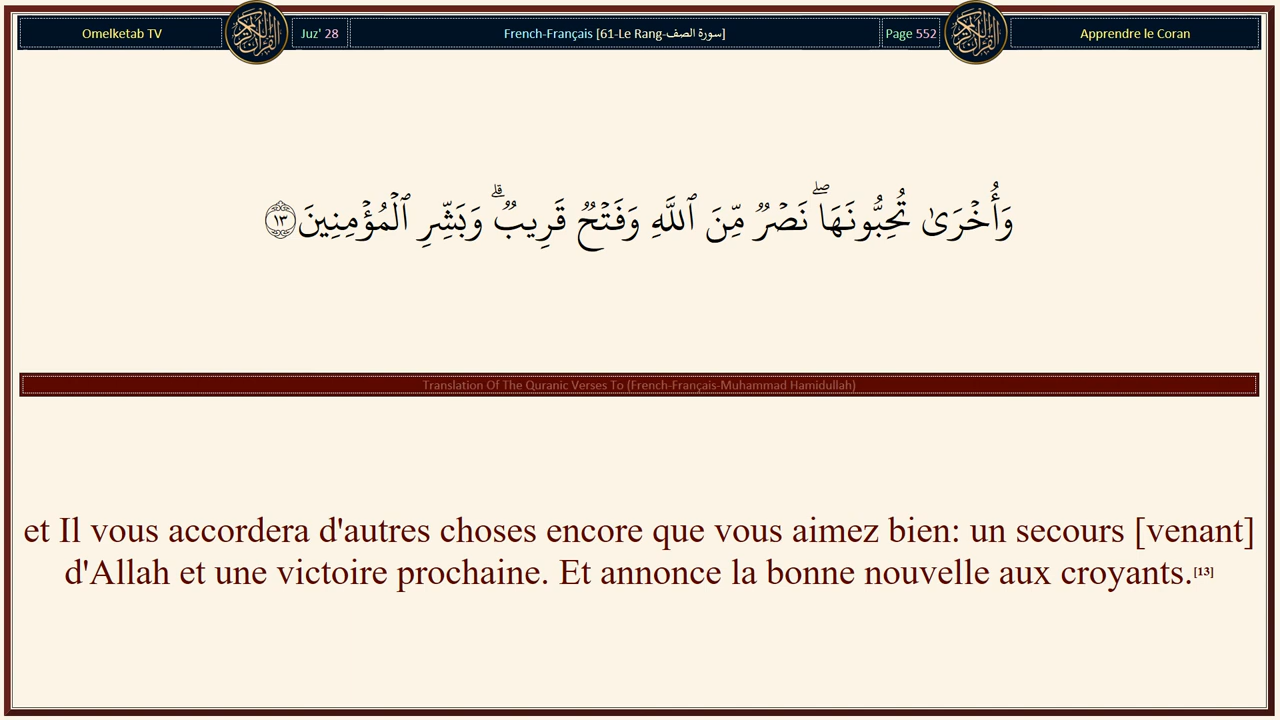 Omelketab TV
Juz' 28
French-Français [61-Le Rang-سورة الصف]
Page 552
Apprendre le Coran
وَأُخۡرَىٰ تُحِبُّونَهَاۖ نَصۡرٞ مِّنَ ٱللَّهِ وَفَتۡحٞ قَرِيبٞۗ وَبَشِّرِ ٱلۡمُؤۡمِنِينَ ١٣
Translation Of The Quranic Verses To (French-Français-Muhammad Hamidullah)
et Il vous accordera d'autres choses encore que vous aimez bien: un secours [venant]
d'Allah et une victoire prochaine. Et annonce la bonne nouvelle aux croyants.[13]